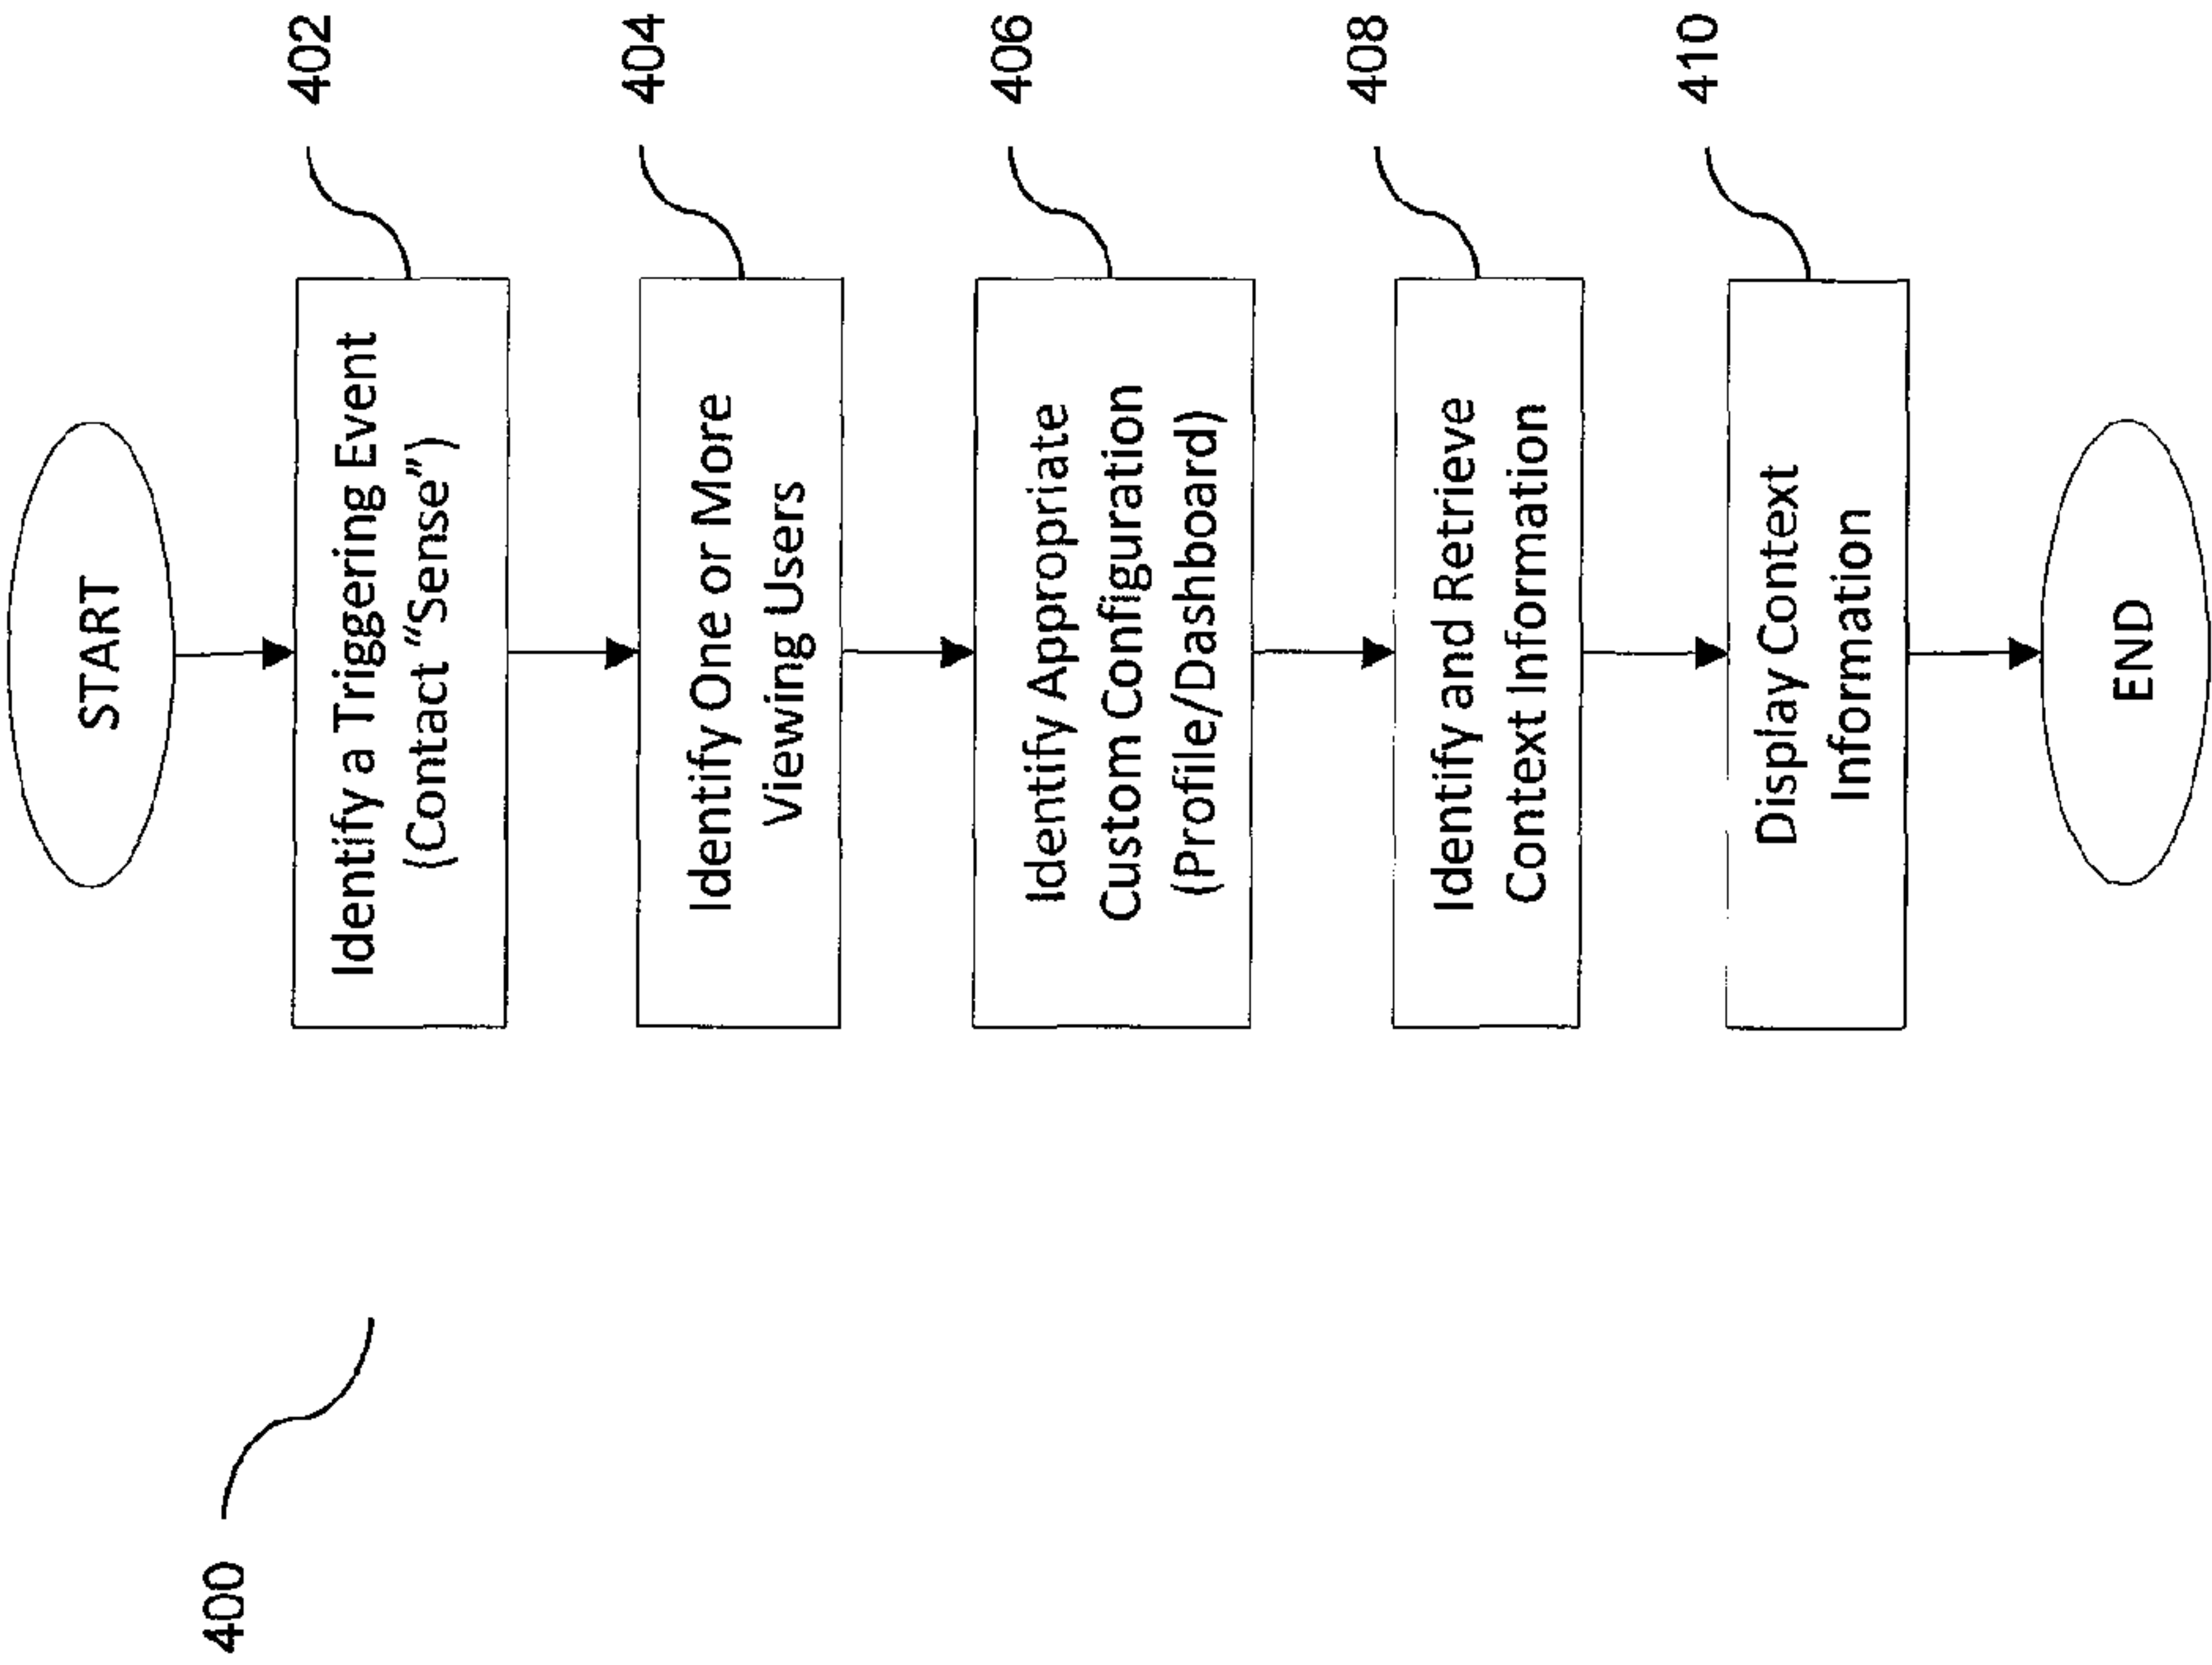 400
START
Identify a Triggering Event
(Contact “Sense”)
402
Identify One or More
Viewing Users
404
Identify Appropriate
Custom Configuration
(Profile/Dashboard)
406
Identify and Retrieve
Context Information
408
Display Context
Information
410
END